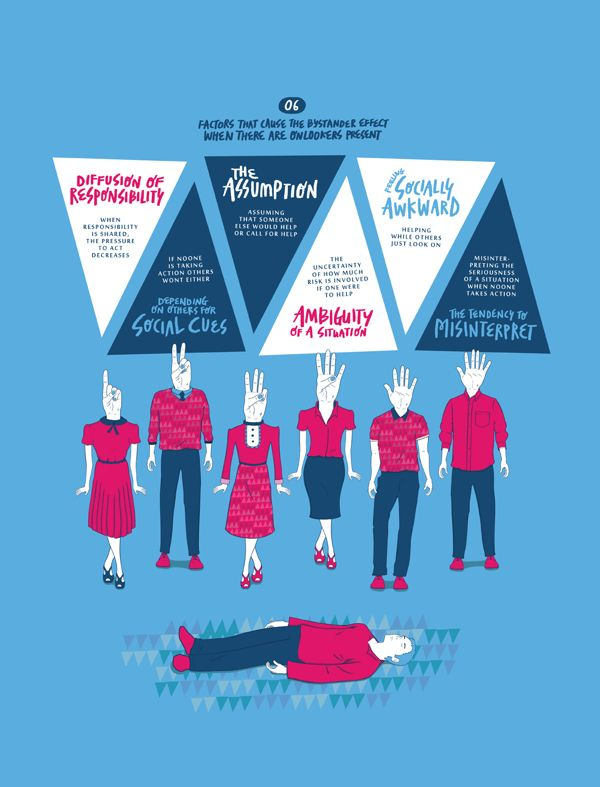 06
FACTORS THAT CAUSE THE BYSTANDER EFFECT
WHEN THERE ARE ONLOOKERS PRESENT
DIFFUSION OF
RESPONSIBILITY
WHEN
RESPONSIBILITY
IS SHARED,
THE PRESSURE
TO ACT
DECREASES
IF NOONE
IS TAKING
ACTION OTHERS
WONT EITHER
DEPENDING
ON OTHERS FOR
SOCIAL CUES
THE
ASSUMPTION
ASSUMING
THAT SOMEONE
ELSE WOULD HELP
OR CALL FOR HELP
THE
UNCERTAINTY
OF HOW MUCH
RISK IS INVOLVED
IF ONE WERE
TO HELP
AMBIGUITY
OF A SITUATION
FEELING
SOCIALLY
AWKWARD
HELPING
WHILE OTHERS
JUST LOOK ON
MISINTER-
PRETING THE
SERIOUSNESS
OF A SITUATION
WHEN NOONE
TAKES ACTION
THE TENDENCY TO
MISINTERPRET